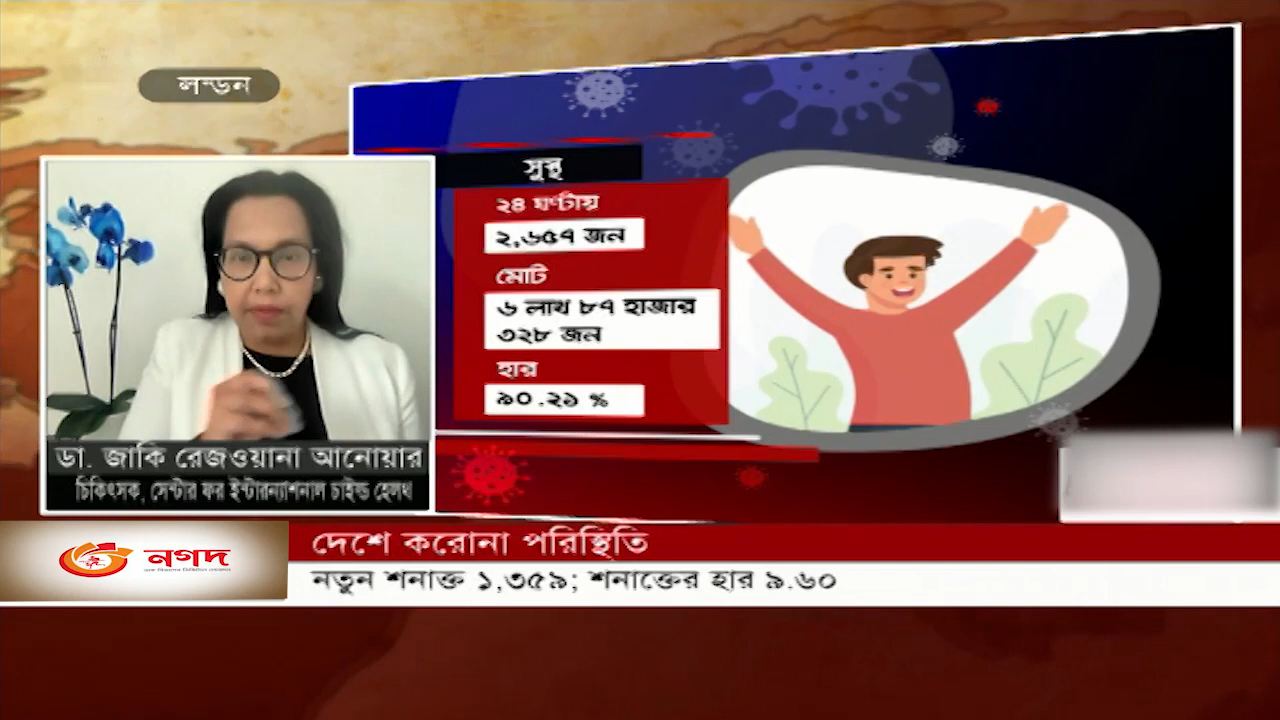 লন্ডন
সুস্থ
২৪ ঘণ্টায়
২,৬৫৭ জন
মোট
৬ লাখ ৮৭ হাজার
৩২৮ জন
হার
৯০.২১ %
ডা. জাকি রেজওয়ানা আনোয়ার
চিকিৎসক, সেন্টার ফর ইন্টারন্যাশনাল চাইল্ড হেলথ
নগদ
দেশে করোনা পরিস্থিতি
নতুন শনাক্ত ১,৩৫৯; শনাক্তের হার ৯.৬০